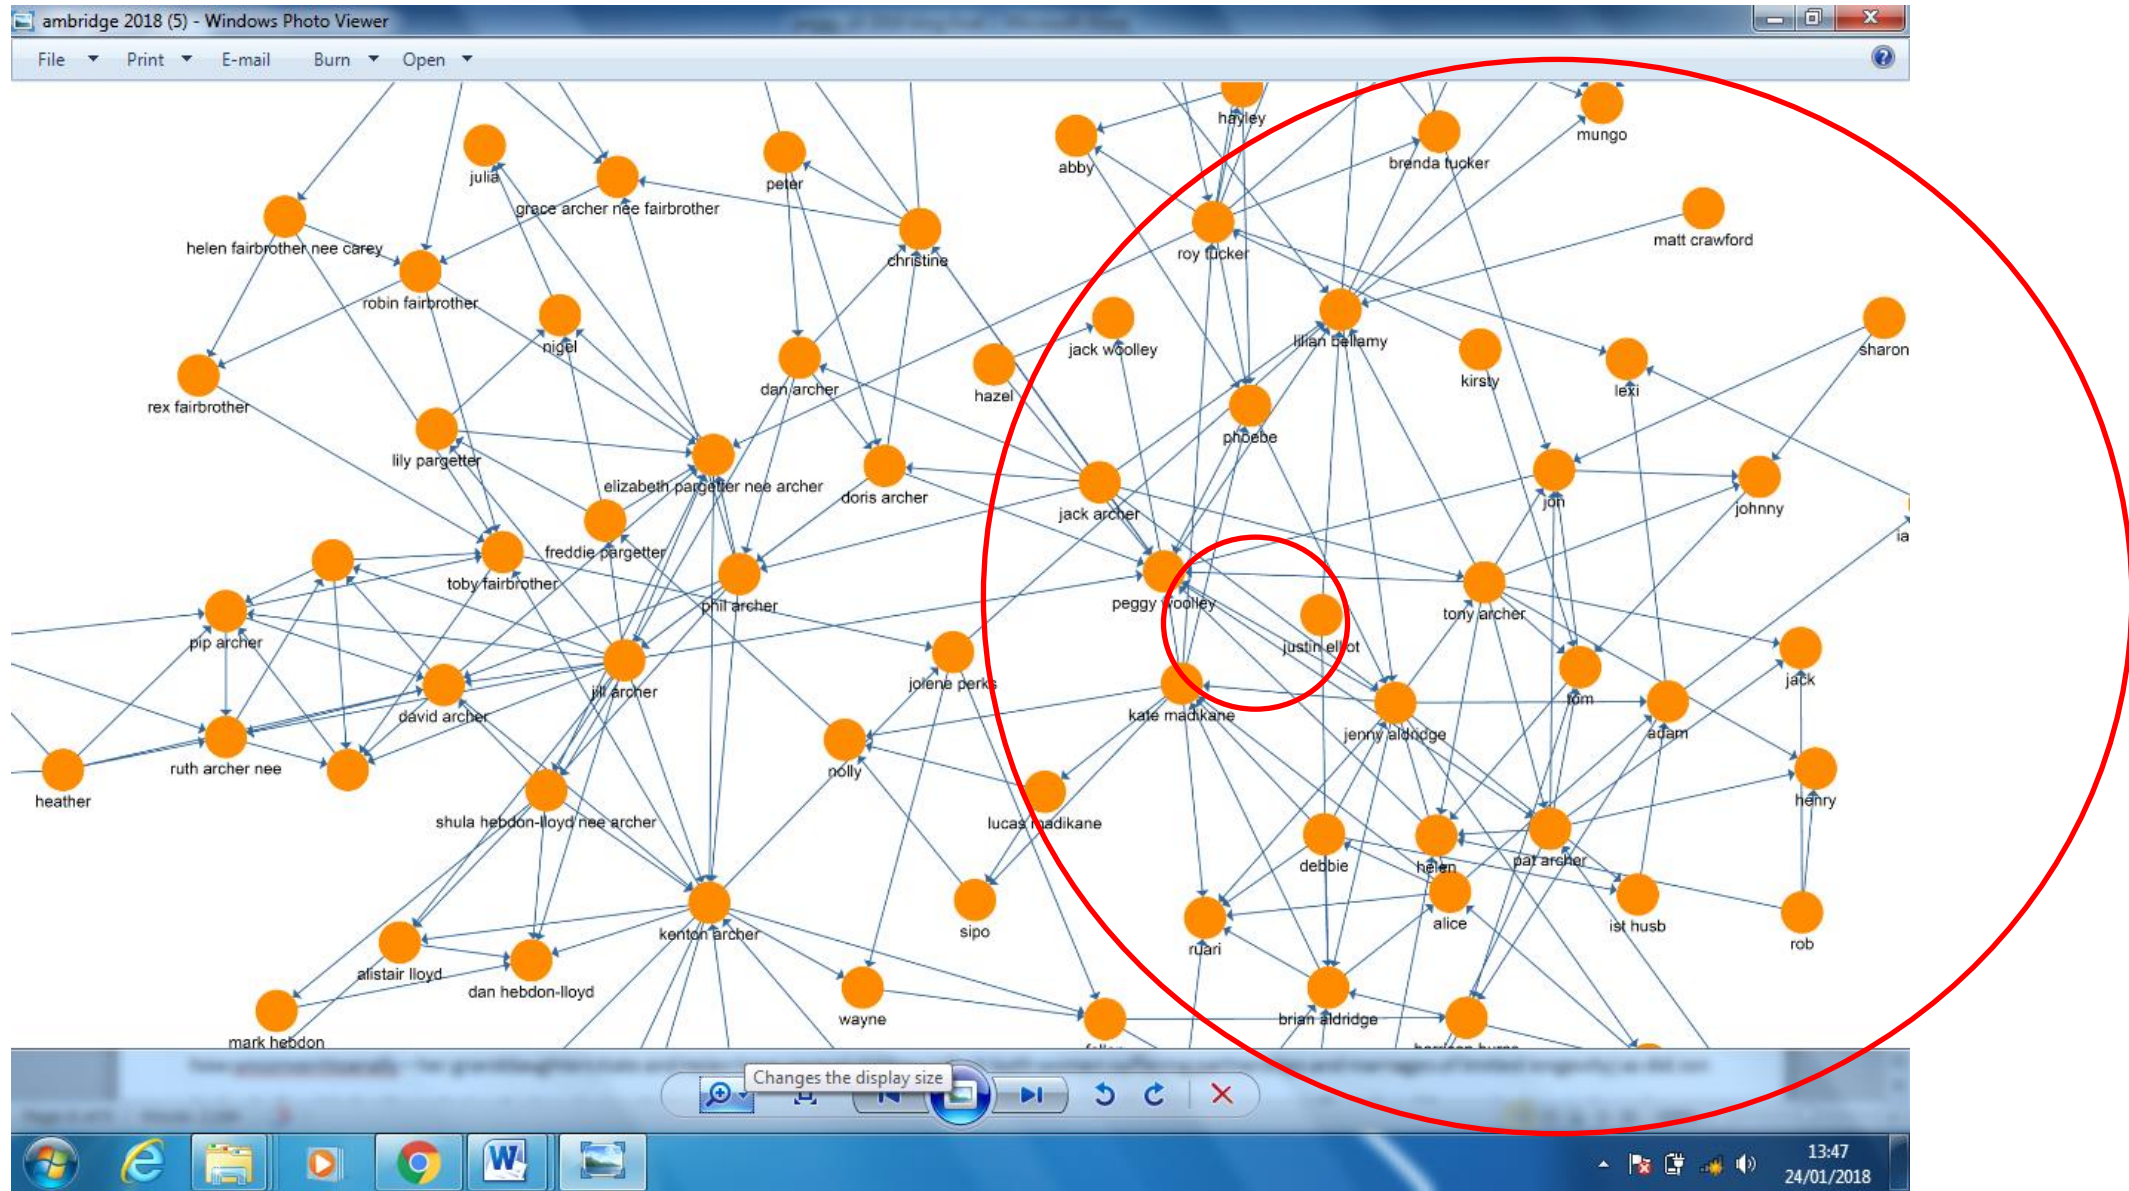 ambridge 2018 (5) - Windows Photo Viewer
File Print E-mail Burn Open
hayley
mungo
abby
brenda tucker
julia
peter
grace archer nee fairbrother
helen fairbrother nee carey
christine
roy tucker
matt crawford
robin fairbrother
nigel
jack woolley
lilian bellamy
sharon
kirsty
lexi
dan archer
hazel
rex fairbrother
phoebe
lily pargetter
elizabeth pargetter nee archer
doris archer
jack archer
jon
johnny
freddie pargetter
ia
toby fairbrother
phil archer
peggy woolley
tony archer
pip archer
justin elliot
jill archer
jolene perks
jack
david archer
kate madikane
tom
jenny aldridge
adam
ruth archer nee
nolly
heather
henry
shula hebdon-lloyd nee archer
lucas madikane
debbie
helen
pat archer
kenton archer
sipo
alice
ist husb
rob
ruari
alistair lloyd
dan hebdon-lloyd
wayne
brian aldridge
mark hebdon
Changes the display size
13:47
24/01/2018